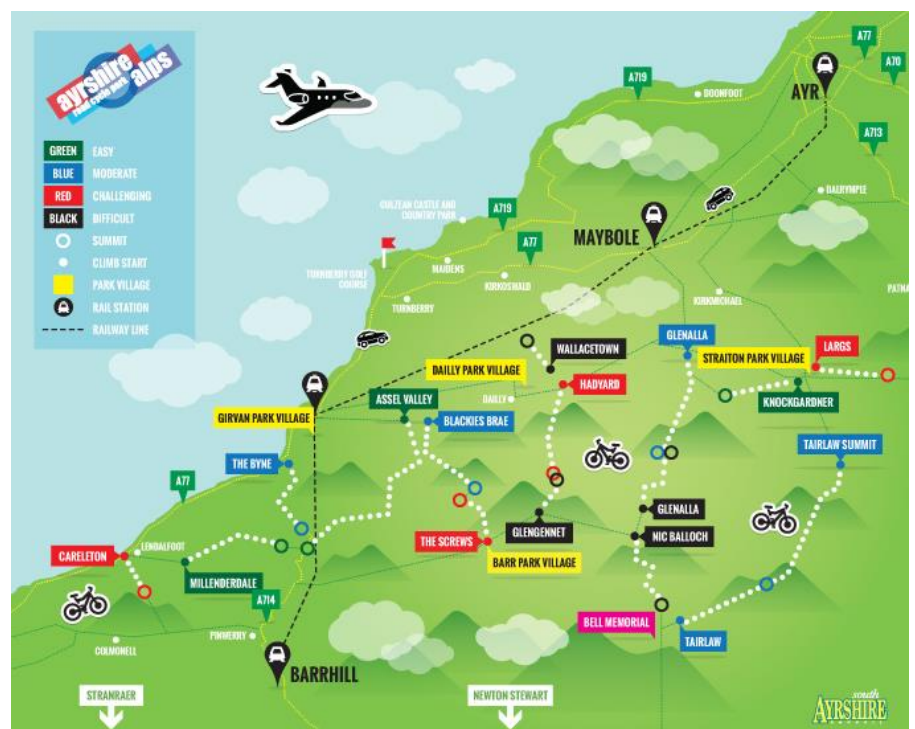 ayrshire
alps
road cycle park
GREEN EASY
BLUE MODERATE
RED CHALLENGING
BLACK DIFFICULT
SUMMIT
CLIMB START
PARK VILLAGE
RAIL STATION
RAILWAY LINE
A77
A719
A70
DOONFOOT
AYR
A713
DALRYMPLE
CULZEAN CASTLE AND
COUNTRY PARK
A719
MAYBOLE
A77
MAIDENS
TURNBERRY GOLF
COURSE
KIRKOSWALD
TURNBERRY
KIRKMICHAEL
PATNA
WALLACETOWN
GLENALLA
LARGS
STRAITON PARK VILLAGE
DAILLY PARK VILLAGE
HADYARD
KNOCKGARDNER
ASSEL VALLEY
DAILLY
GIRVAN PARK VILLAGE
BLACKIES BRAE
TAIRLAW SUMMIT
THE BYNE
A77
GLENALLA
GLENGENNET
NIC BALLOCH
THE SCREWS
LENDALFOOT
CARELETON
BARR PARK VILLAGE
MILLENDERDALE
A714
BELL MEMORIAL
PINWERRY
TAIRLAW
COLMONELL
BARRHILL
STRANRAER
NEWTON STEWART
south
AYRSHIRE